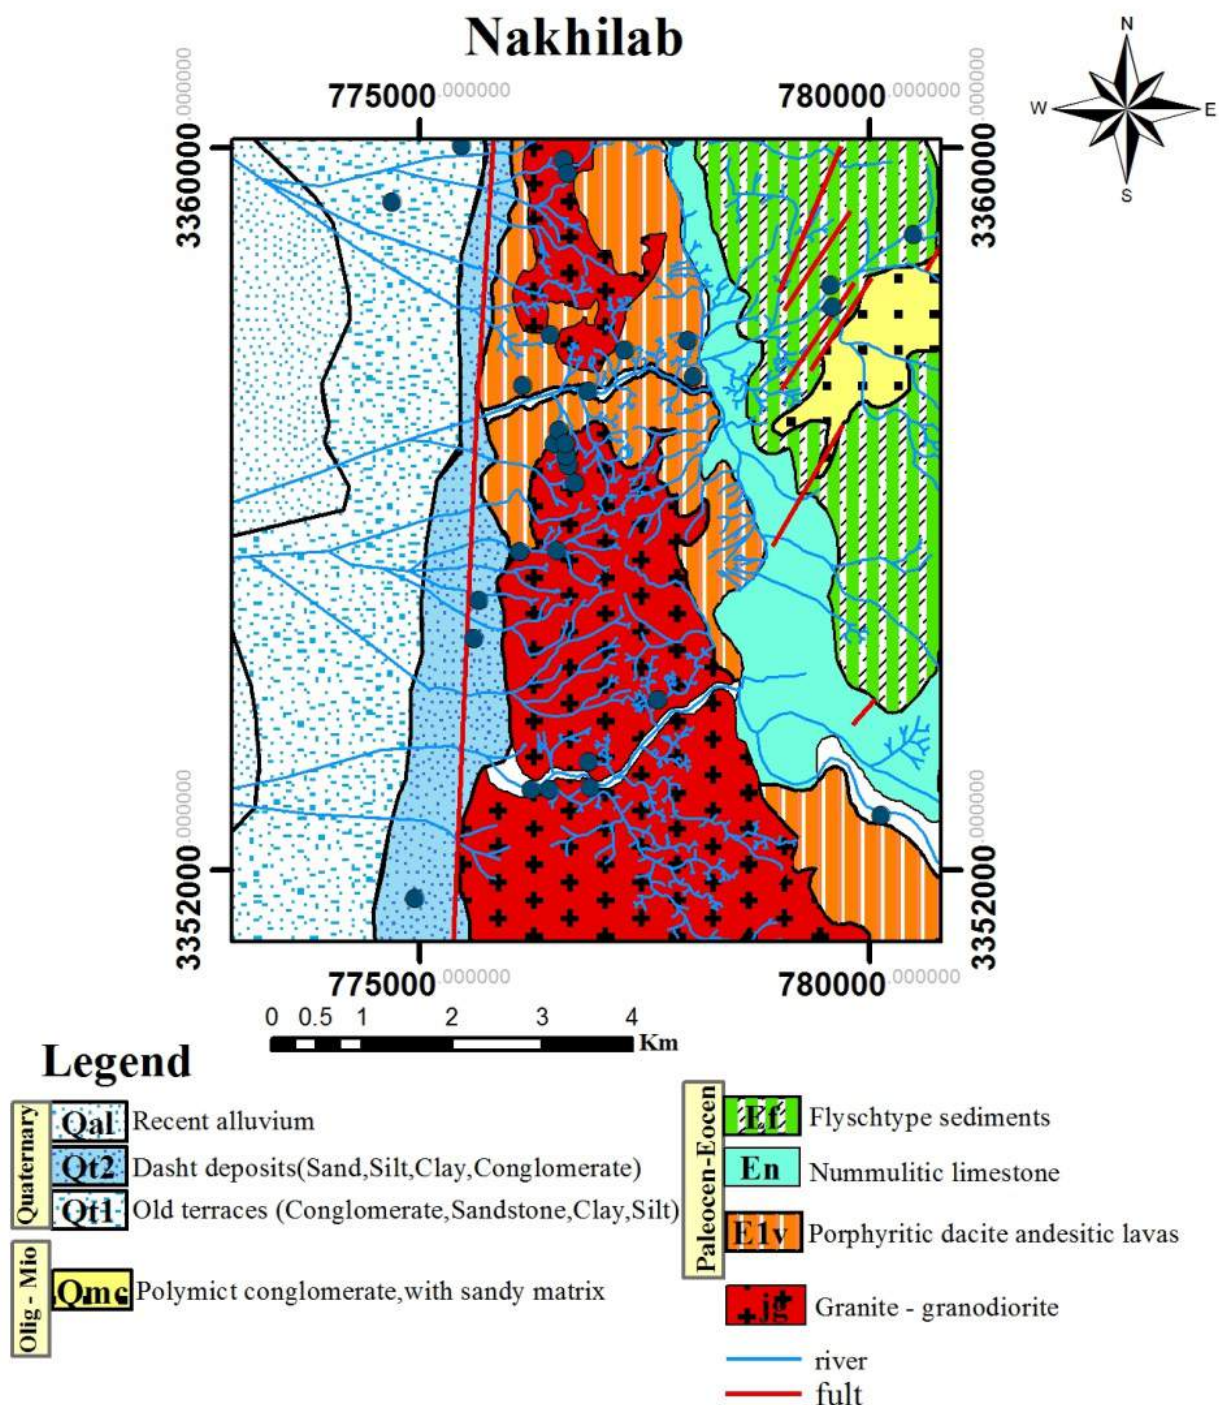 Nakhilab
N
W
E
S
775000.000000
780000.000000
3360000.000000
3360000.000000
3352000.000000
3352000.000000
775000.000000
780000.000000
0 0.5 1 2 3 4
Km
Legend
Quaternary
Qal Recent alluvium
Qt2 Dasht deposits(Sand,Silt,Clay,Conglomerate)
Qt1 Old terraces (Conglomerate,Sandstone,Clay,Silt)
Olig - Mio
Qmc Polymict conglomerate,with sandy matrix
Paleocen-Eocen
Ef Flyschtype sediments
En Nummulitic limestone
E1v Porphyritic dacite andesitic lavas
jg Granite - granodiorite
river
fult